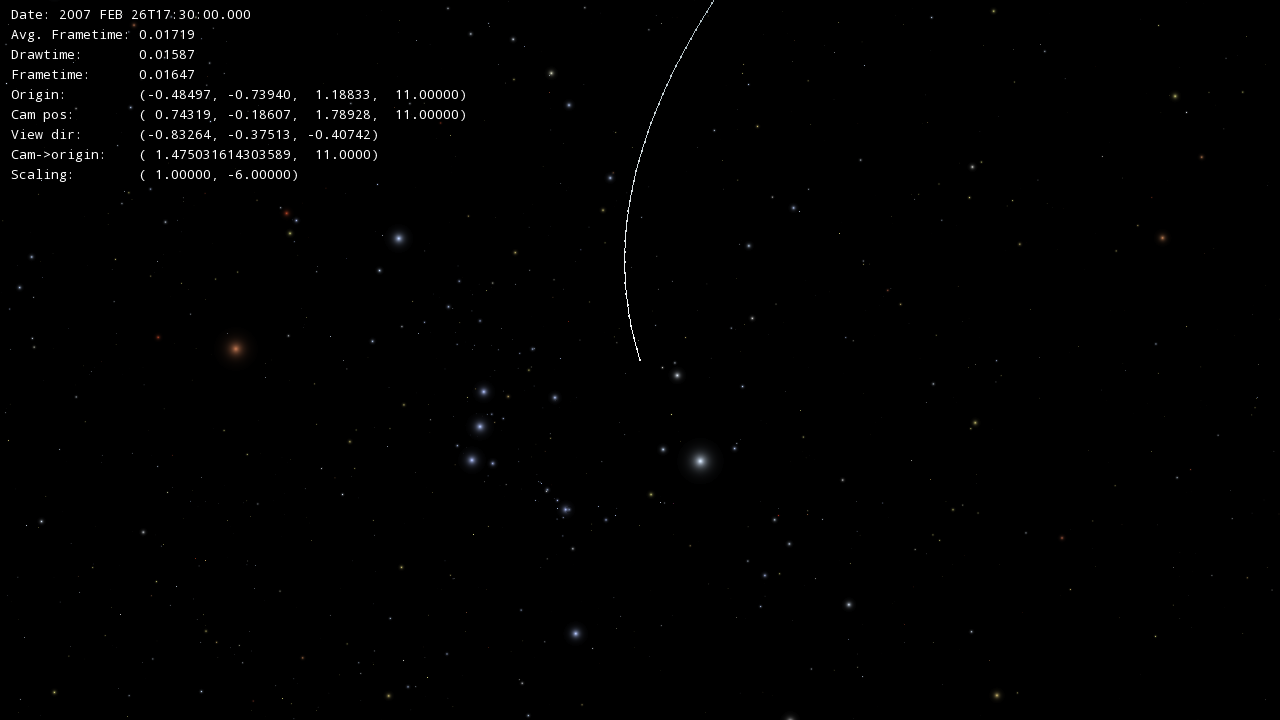 Date: 2007 FEB 26T17:30:00.000
Avg. Frametime: 0.01719
Drawtime: 0.01587
Frametime: 0.01647
Origin: (-0.48497, -0.73940, 1.18833, 11.00000)
Cam pos: ( 0.74319, -0.18607, 1.78928, 11.00000)
View dir: (-0.83264, -0.37513, -0.40742)
Cam->origin: ( 1.475031614303589, 11.0000)
Scaling: ( 1.00000, -6.00000)